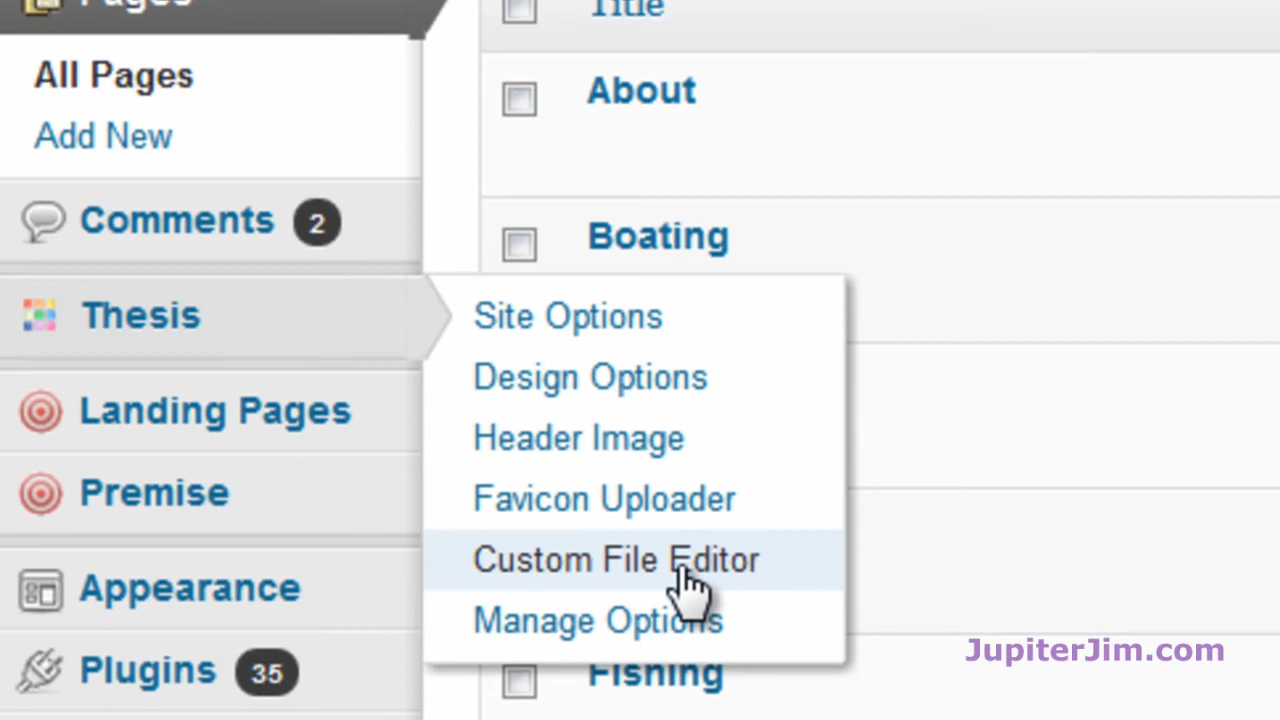 Pages
All Pages
Add New
Comments 2
Thesis
Landing Pages
Premise
Appearance
Plugins 35
Title
About
Boating
Site Options
Design Options
Header Image
Favicon Uploader
Custom File Editor
Manage Options
Fishing
JupiterJim.com